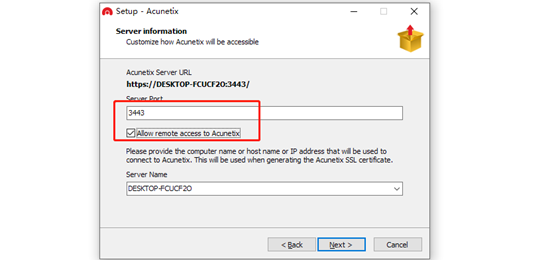 Setup - Acunetix
Server information
Customize how Acunetix will be accessible
Acunetix Server URL
https://DESKTOP-FCUCF2O:3443/
Server Port
3443
Allow remote access to Acunetix
Please provide the computer name or host name or IP address that will be used to
connect to Acunetix. This will be used when generating the Acunetix SSL certificate.
Server Name
DESKTOP-FCUCF2O
< Back
Next >
Cancel